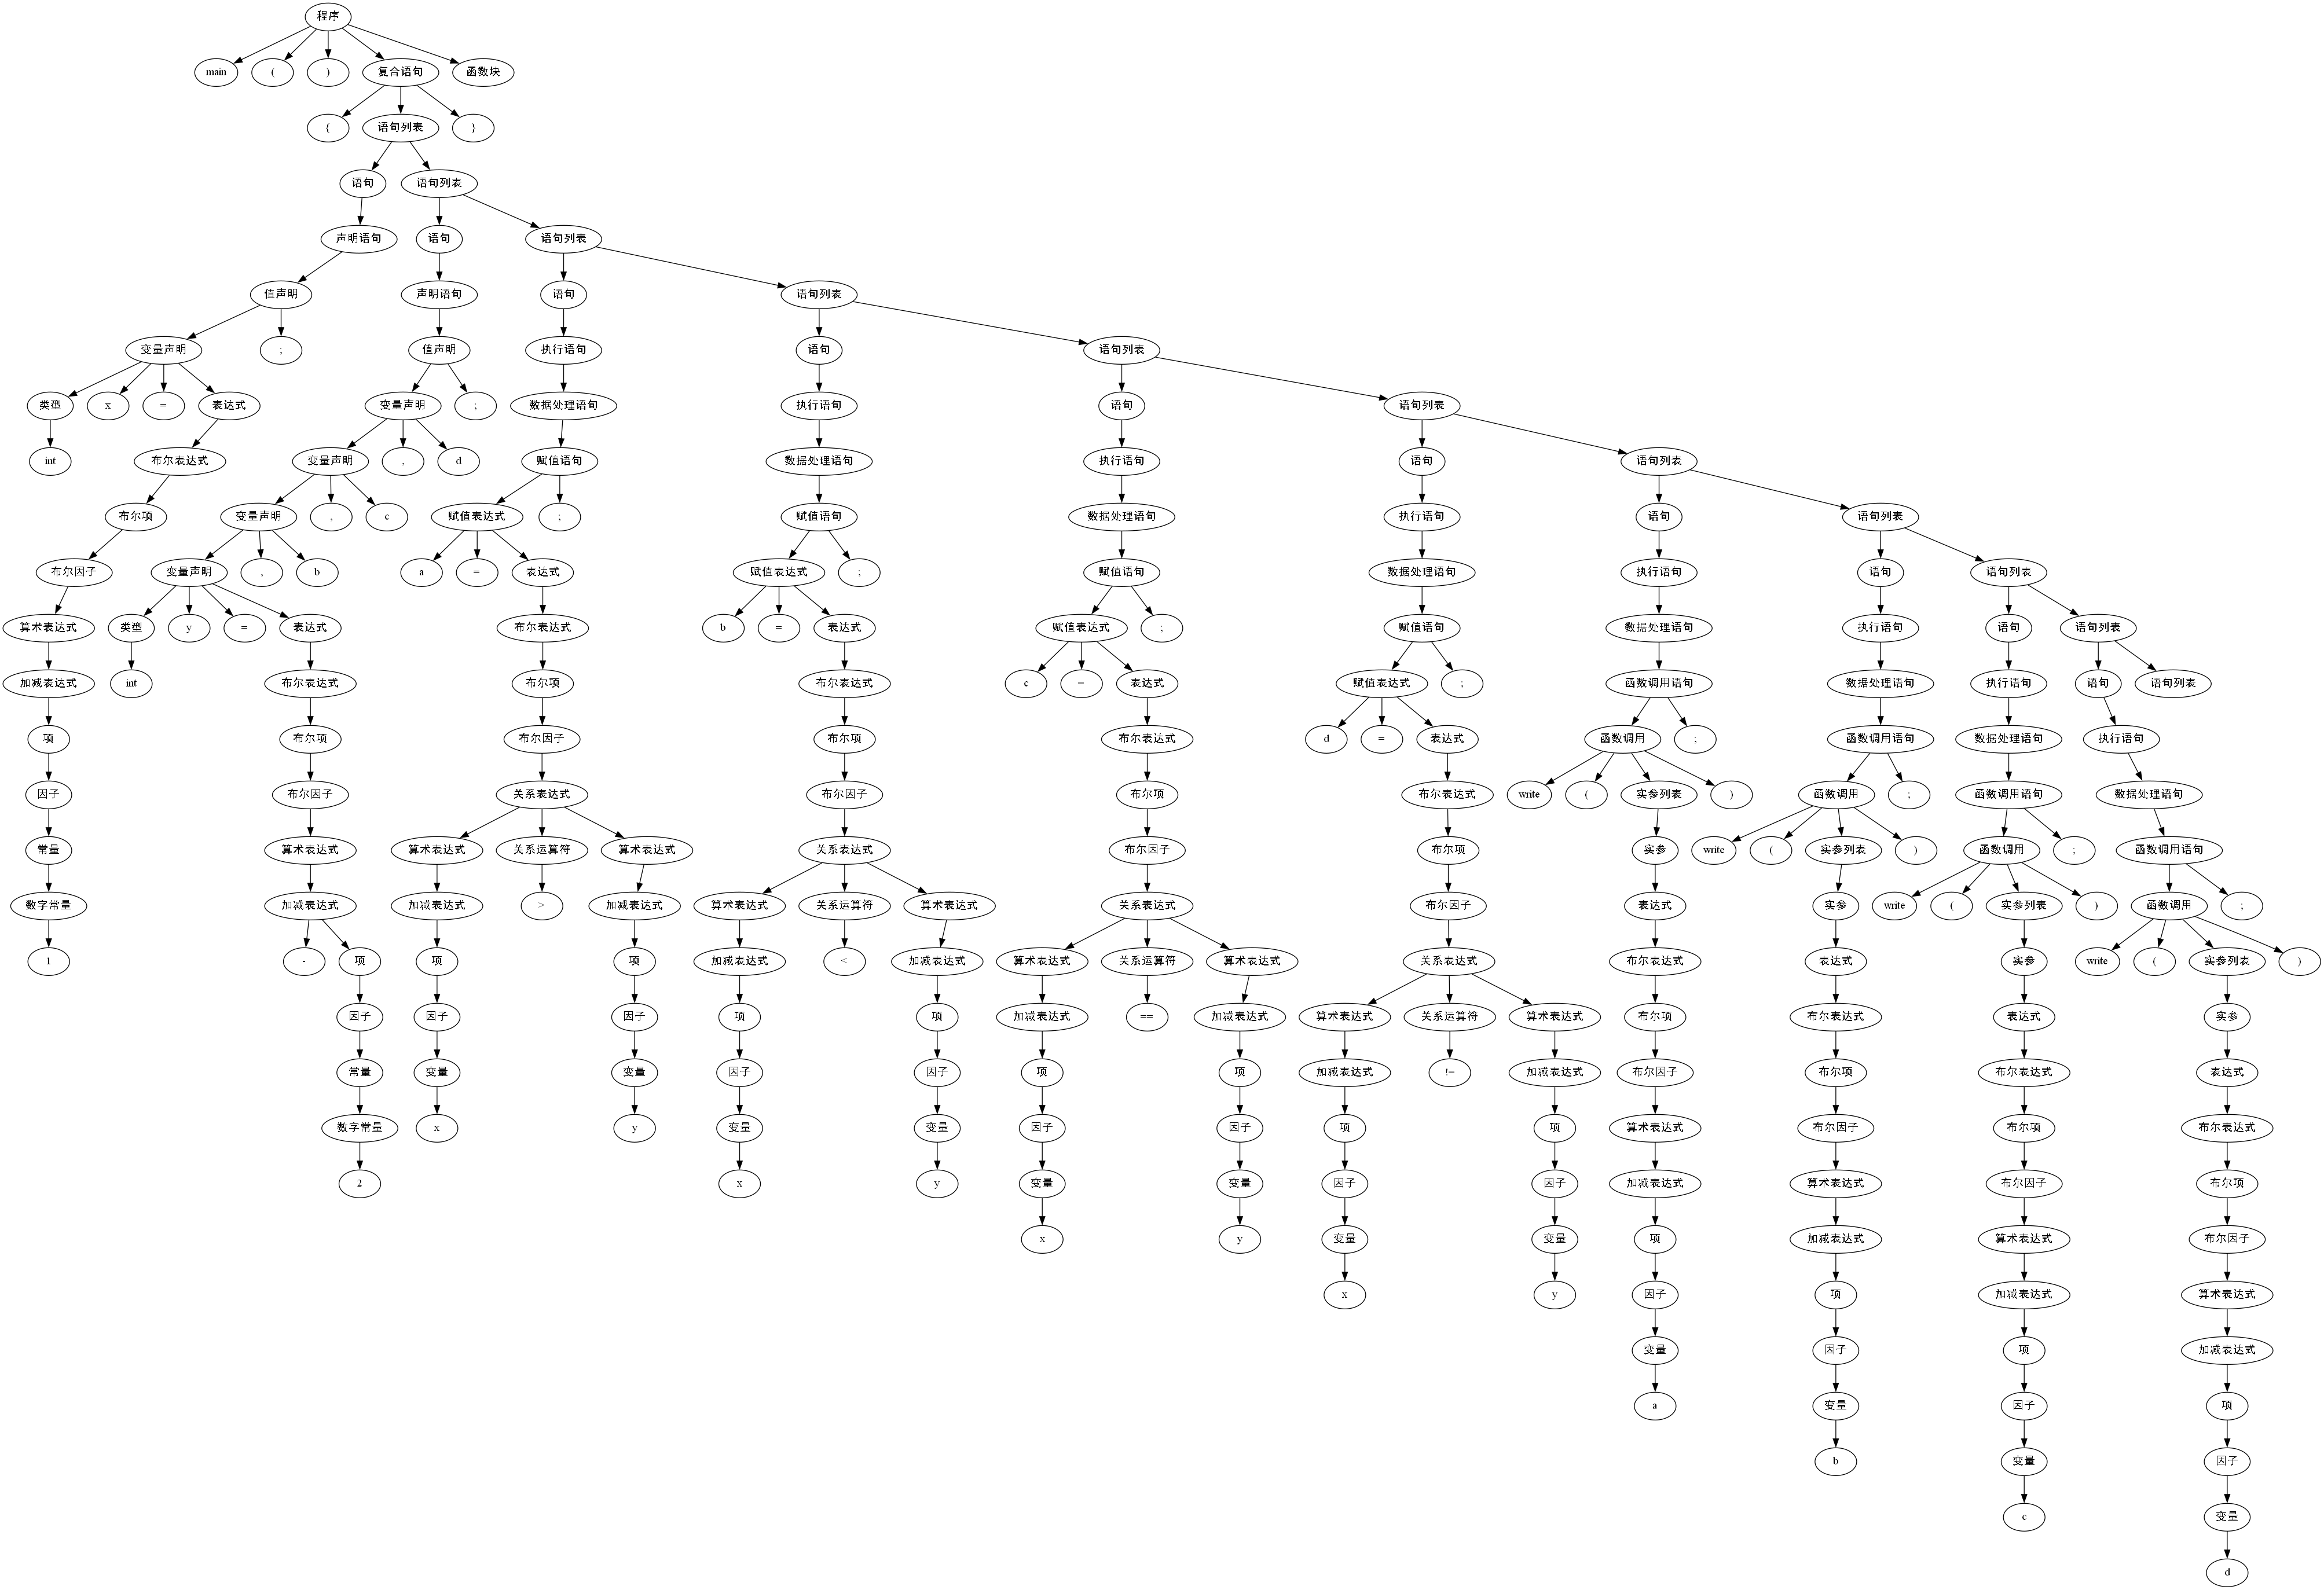 程序
main ( ) 复合语句 函数块
{ 语句列表 }
语句 语句列表
声明语句 语句 语句列表
值声明 声明语句 语句 语句列表
变量声明 ; 值声明 执行语句 语句 语句列表
类型 x = 表达式 变量声明 ; 数据处理语句 执行语句 语句 语句列表
int 布尔表达式 变量声明 , d 赋值语句 数据处理语句 执行语句 语句 语句列表
布尔项 变量声明 , c 赋值表达式 ; 赋值语句 数据处理语句 执行语句 语句 语句列表
布尔因子 变量声明 , b a = 表达式 赋值表达式 ; 赋值语句 数据处理语句 执行语句 语句 语句列表
算术表达式 类型 y = 表达式 布尔表达式 b = 表达式 赋值表达式 ; 赋值语句 数据处理语句 执行语句 语句 语句列表
加减表达式 int 布尔表达式 布尔项 布尔表达式 c = 表达式 赋值表达式 ; 函数调用语句 数据处理语句 执行语句 语句 语句列表
项 布尔项 布尔因子 布尔项 布尔表达式 d = 表达式 函数调用 ; 函数调用语句 数据处理语句 执行语句
因子 布尔因子 关系表达式 布尔因子 布尔项 布尔表达式 write ( 实参列表 ) 函数调用 ; 函数调用语句 数据处理语句
常量 算术表达式 算术表达式 关系运算符 算术表达式 关系表达式 布尔因子 布尔项 实参 write ( 实参列表 ) 函数调用 ; 函数调用语句
数字常量 加减表达式 加减表达式 > 加减表达式 算术表达式 关系运算符 算术表达式 关系表达式 布尔因子 表达式 实参 write ( 实参列表 ) 函数调用 ;
1 - 项 项 项 加减表达式 < 加减表达式 算术表达式 关系运算符 算术表达式 关系表达式 布尔表达式 表达式 实参 write ( 实参列表 )
因子 因子 因子 项 项 加减表达式 == 加减表达式 算术表达式 关系运算符 算术表达式 布尔项 布尔表达式 表达式 实参
常量 变量 变量 因子 因子 项 项 加减表达式 != 加减表达式 布尔因子 布尔项 布尔表达式 表达式
数字常量 x y 变量 变量 因子 因子 项 项 算术表达式 布尔因子 布尔项 布尔表达式
2 x y 变量 变量 因子 因子 加减表达式 算术表达式 布尔因子 布尔项
x y 变量 变量 项 加减表达式 算术表达式 布尔因子
x y 因子 项 加减表达式 算术表达式
变量 因子 项 加减表达式
a 变量 因子 项
b 变量 因子
c 变量
d